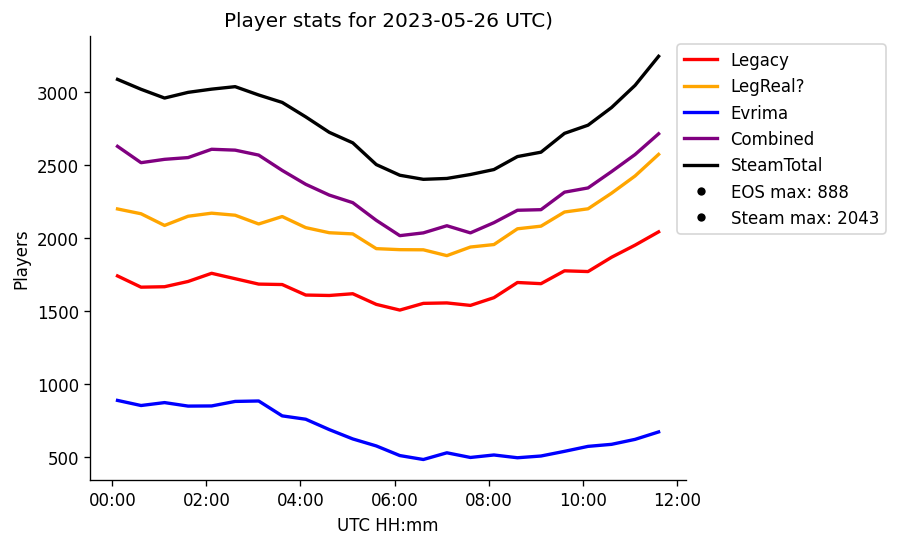 Player stats for 2023-05-26 UTC)
Legacy
LegReal?
Evrima
Combined
SteamTotal
EOS max: 888
Steam max: 2043
Players
3000
2500
2000
1500
1000
500
00:00 02:00 04:00 06:00 08:00 10:00 12:00
UTC HH:mm